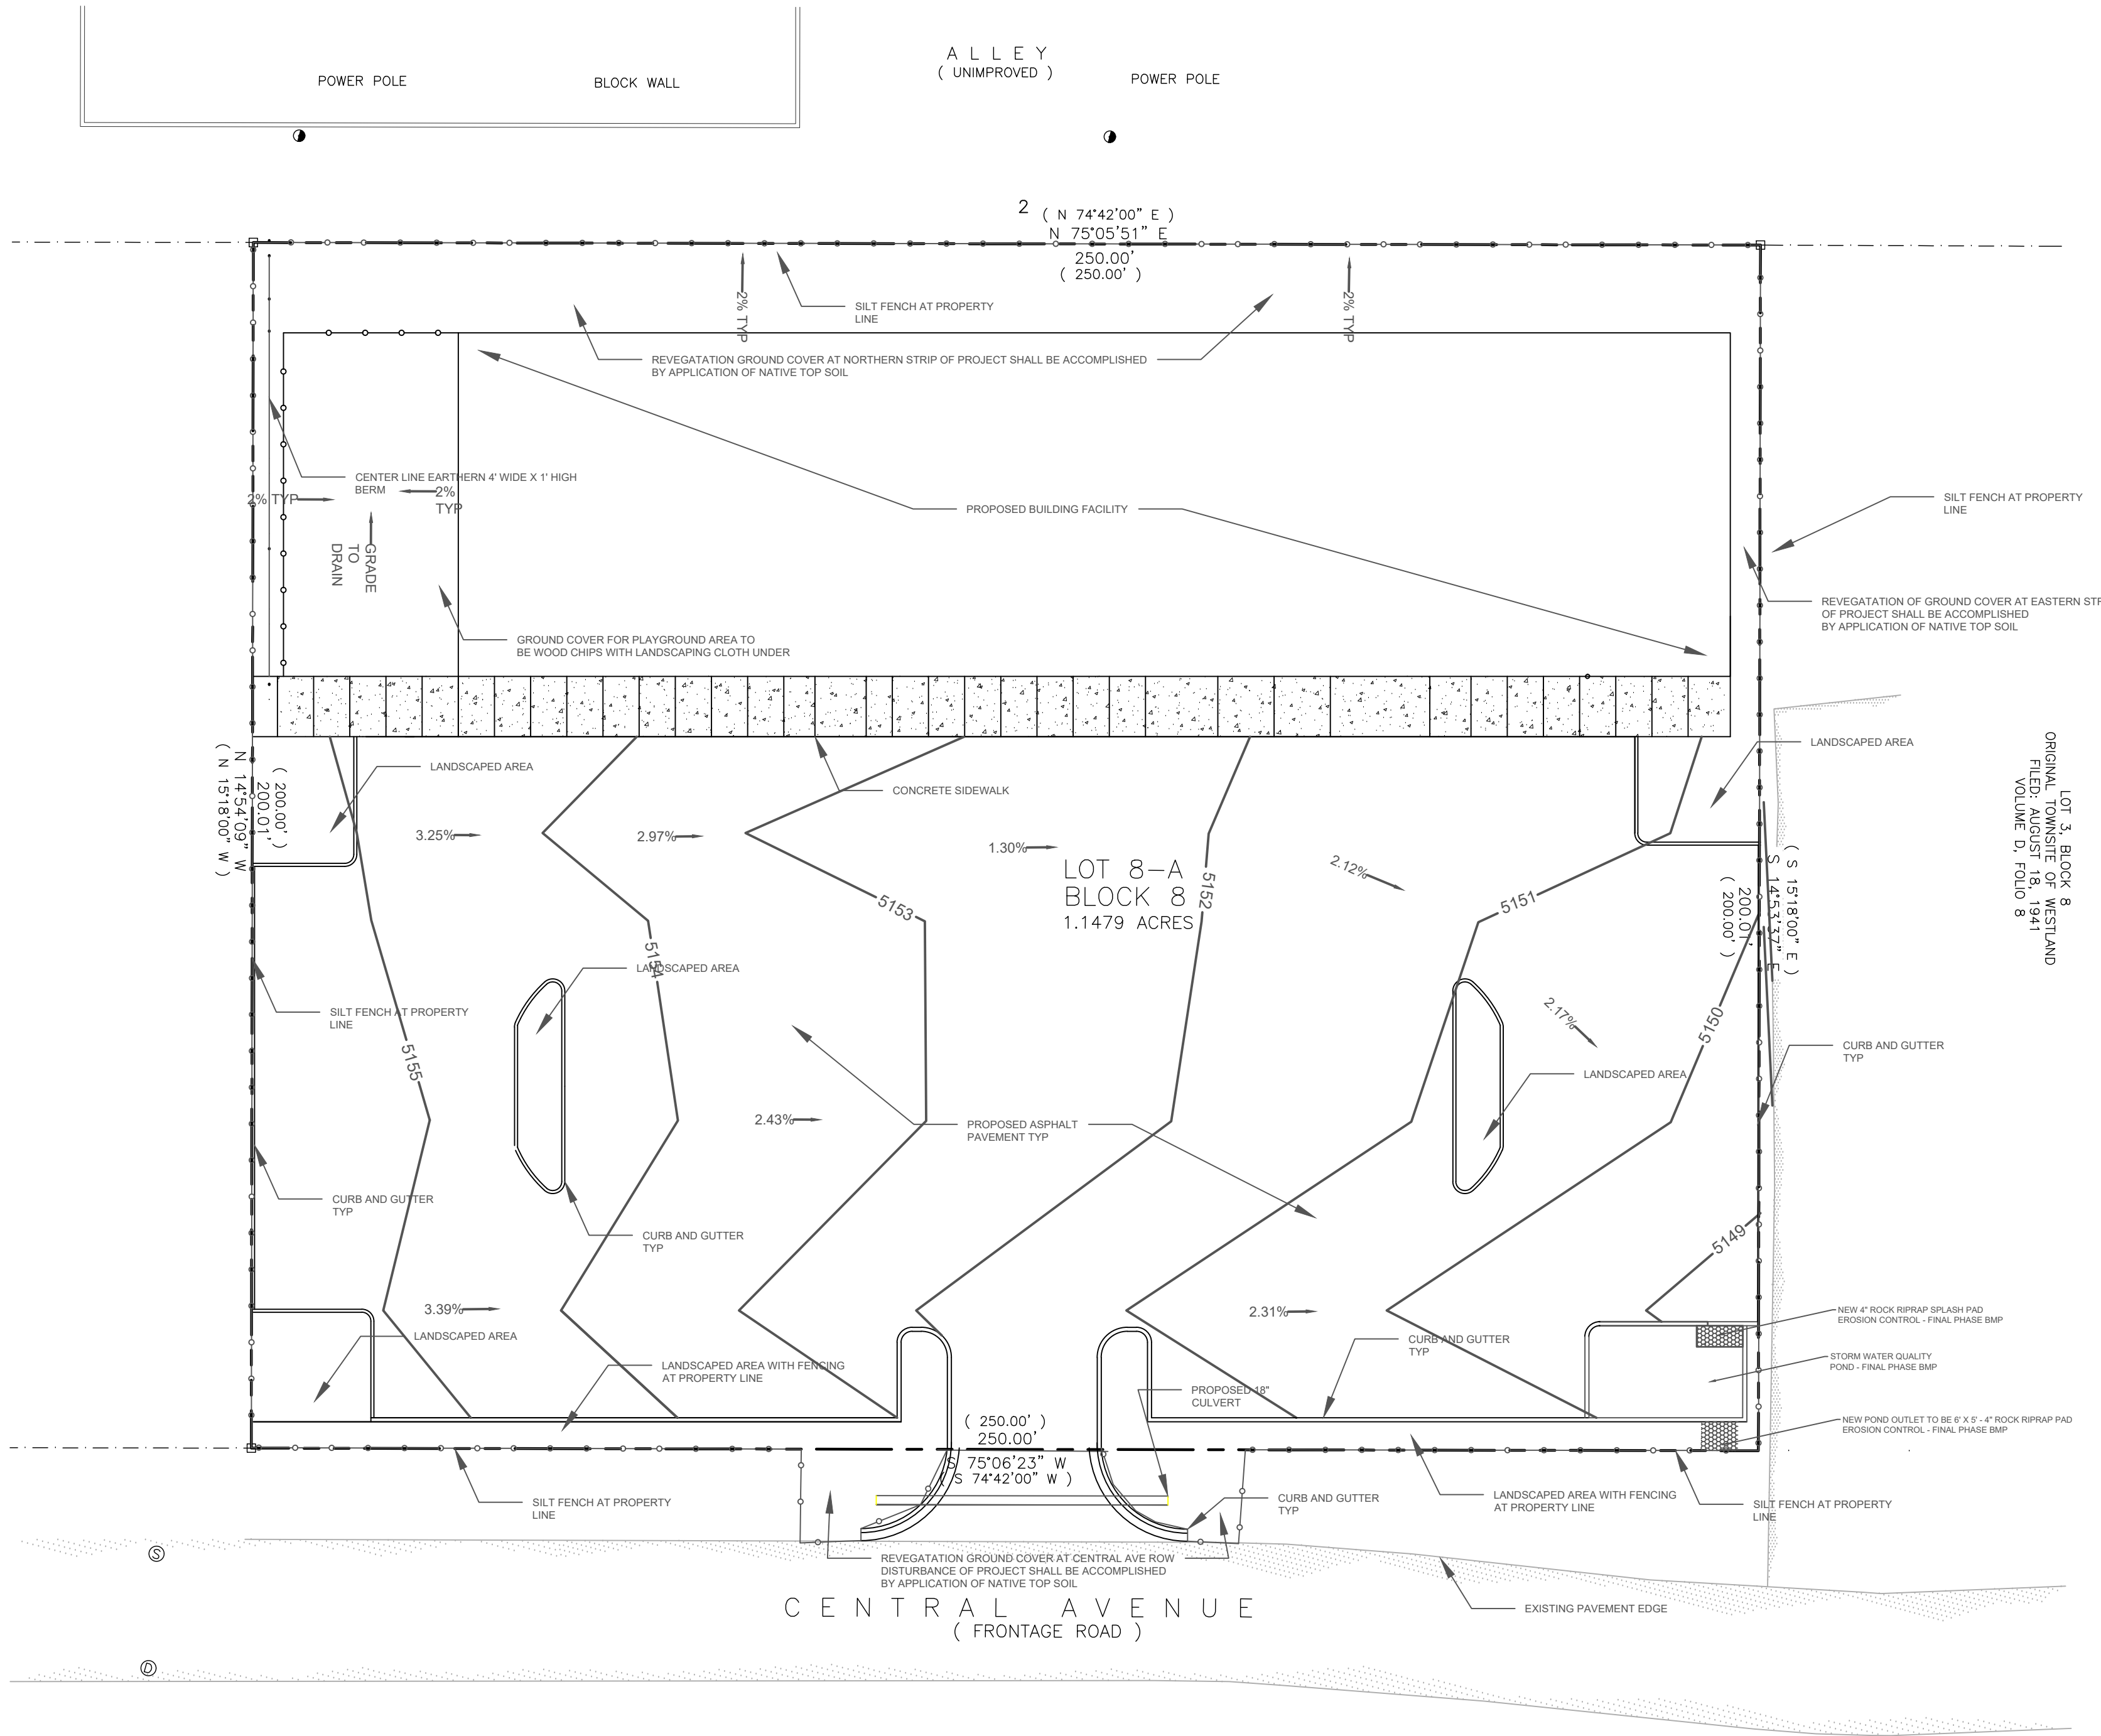 A L L E Y
( UNIMPROVED )
POWER POLE
BLOCK WALL
POWER POLE
2
( N 74°42'00" E )
N 75°05'51" E
250.00'
( 250.00' )
2% TYP
SILT FENCE AT PROPERTY
LINE
2% TYP
REVEGATATION GROUND COVER AT NORTHERN STRIP OF PROJECT SHALL BE ACCOMPLISHED
BY APPLICATION OF NATIVE TOP SOIL
CENTER LINE EARTHERN 4' WIDE X 1' HIGH
BERM
2% TYP
2%
TYP
GRADE
TO
DRAIN
PROPOSED BUILDING FACILITY
SILT FENCE AT PROPERTY
LINE
REVEGATATION OF GROUND COVER AT EASTERN
OF PROJECT SHALL BE ACCOMPLISHED
BY APPLICATION OF NATIVE TOP SOIL
GROUND COVER FOR PLAYGROUND AREA TO
BE WOOD CHIPS WITH LANDSCAPING CLOTH UNDER
LANDSCAPED AREA
LANDSCAPED AREA
CONCRETE SIDEWALK
( 200.00' )
200.01'
N 14°54'09" W
( N 15°18'00" W )
3.25%
2.97%
1.30%
2.12%
LOT 8-A
BLOCK 8
1.1479 ACRES
5153
5152
5151
( S 15°18'00" E )
S 14°53'37" E
200.01'
( 200.00' )
LOT 3, BLOCK 8
ORIGINAL TOWNSITE OF WESTLAND
FILED: AUGUST 18, 1941
VOLUME D, FOLIO 8
5154
LANDSCAPED AREA
SILT FENCE AT PROPERTY
LINE
5155
2.17%
5150
CURB AND GUTTER
TYP
LANDSCAPED AREA
2.43%
PROPOSED ASPHALT
PAVEMENT TYP
CURB AND GUTTER
TYP
CURB AND GUTTER
TYP
5149
3.39%
2.31%
LANDSCAPED AREA
CURB AND GUTTER
TYP
NEW 4" ROCK RIPRAP SPLASH PAD
EROSION CONTROL - FINAL PHASE BMP
STORM WATER QUALITY
POND - FINAL PHASE BMP
LANDSCAPED AREA WITH FENCING
AT PROPERTY LINE
PROPOSED 18"
CULVERT
NEW POND OUTLET TO BE 6' X 5' - 4" ROCK RIPRAP PAD
EROSION CONTROL - FINAL PHASE BMP
( 250.00' )
250.00'
S 75°06'23" W
( S 74°42'00" W )
SILT FENCE AT PROPERTY
LINE
CURB AND GUTTER
TYP
LANDSCAPED AREA WITH FENCING
AT PROPERTY LINE
SILT FENCE AT PROPERTY
LINE
S
REVEGATATION GROUND COVER AT CENTRAL AVE ROW
DISTURBANCE OF PROJECT SHALL BE ACCOMPLISHED
BY APPLICATION OF NATIVE TOP SOIL
C E N T R A L A V E N U E
( FRONTAGE ROAD )
EXISTING PAVEMENT EDGE
D